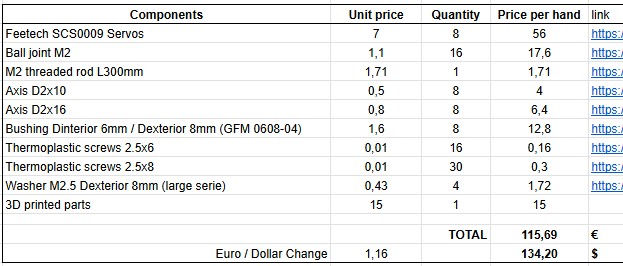 Components Unit price Quantity Price per hand link
Feetech SCS0009 Servos 7 8 56 https:/
Ball joint M2 1,1 16 17,6 https:/
M2 threaded rod L300mm 1,71 1 1,71 https:/
Axis D2x10 0,5 8 4 https:/
Axis D2x16 0,8 8 6,4 https:/
Bushing Dinterior 6mm / Dexterior 8mm (GFM 0608-04) 1,6 8 12,8 https:/
Thermoplastic screws 2.5x6 0,01 16 0,16 https:/
Thermoplastic screws 2.5x8 0,01 30 0,3 https:/
Washer M2.5 Dexterior 8mm (large serie) 0,43 4 1,72 https:/
3D printed parts 15 1 15
TOTAL 115,69 €
Euro / Dollar Change 1,16 134,20 $